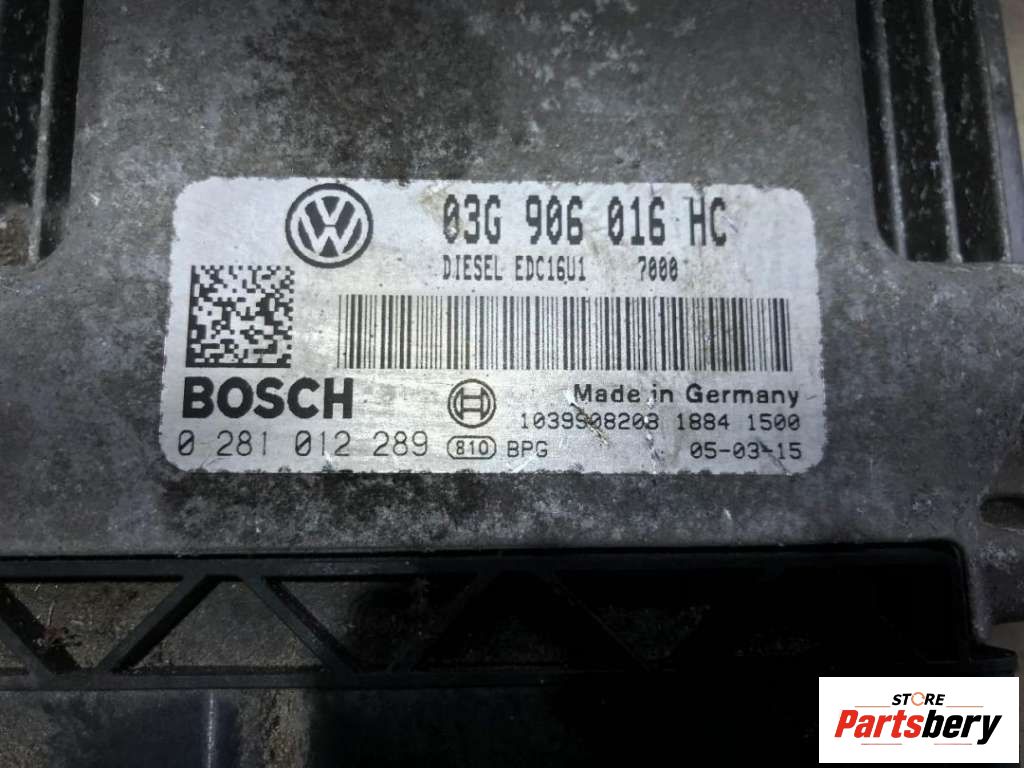 03G 906 016 HC
DIESEL EDC16U1 7000
BOSCH
Made in Germany
1039S08203 1884 1500
0 281 012 289 810 BPG 05-03-15
STORE
Partsbery